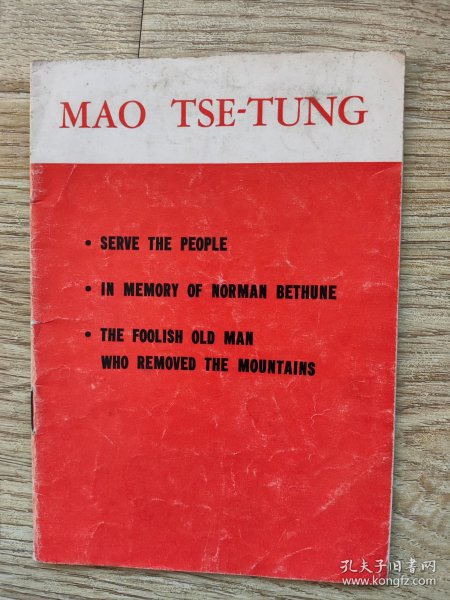 MAO TSE-TUNG
• SERVE THE PEOPLE
• IN MEMORY OF NORMAN BETHUNE
• THE FOOLISH OLD MAN
WHO REMOVED THE MOUNTAINS
孔夫子旧书网
www.kongfz.com